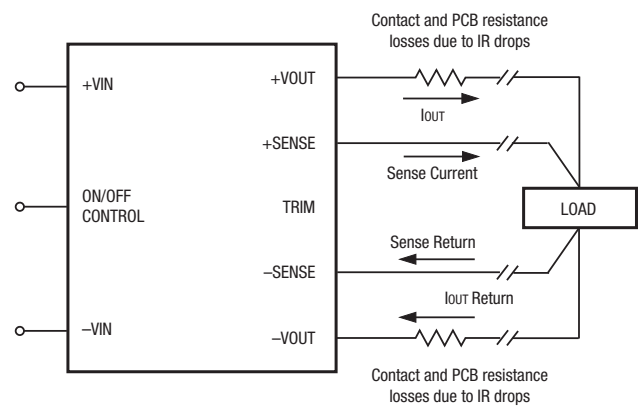 Contact and PCB resistance
losses due to IR drops
+VIN
+VOUT
IOUT
+SENSE
Sense Current
ON/OFF
CONTROL
TRIM
LOAD
Sense Return
–SENSE
IOUT Return
–VIN
–VOUT
Contact and PCB resistance
losses due to IR drops